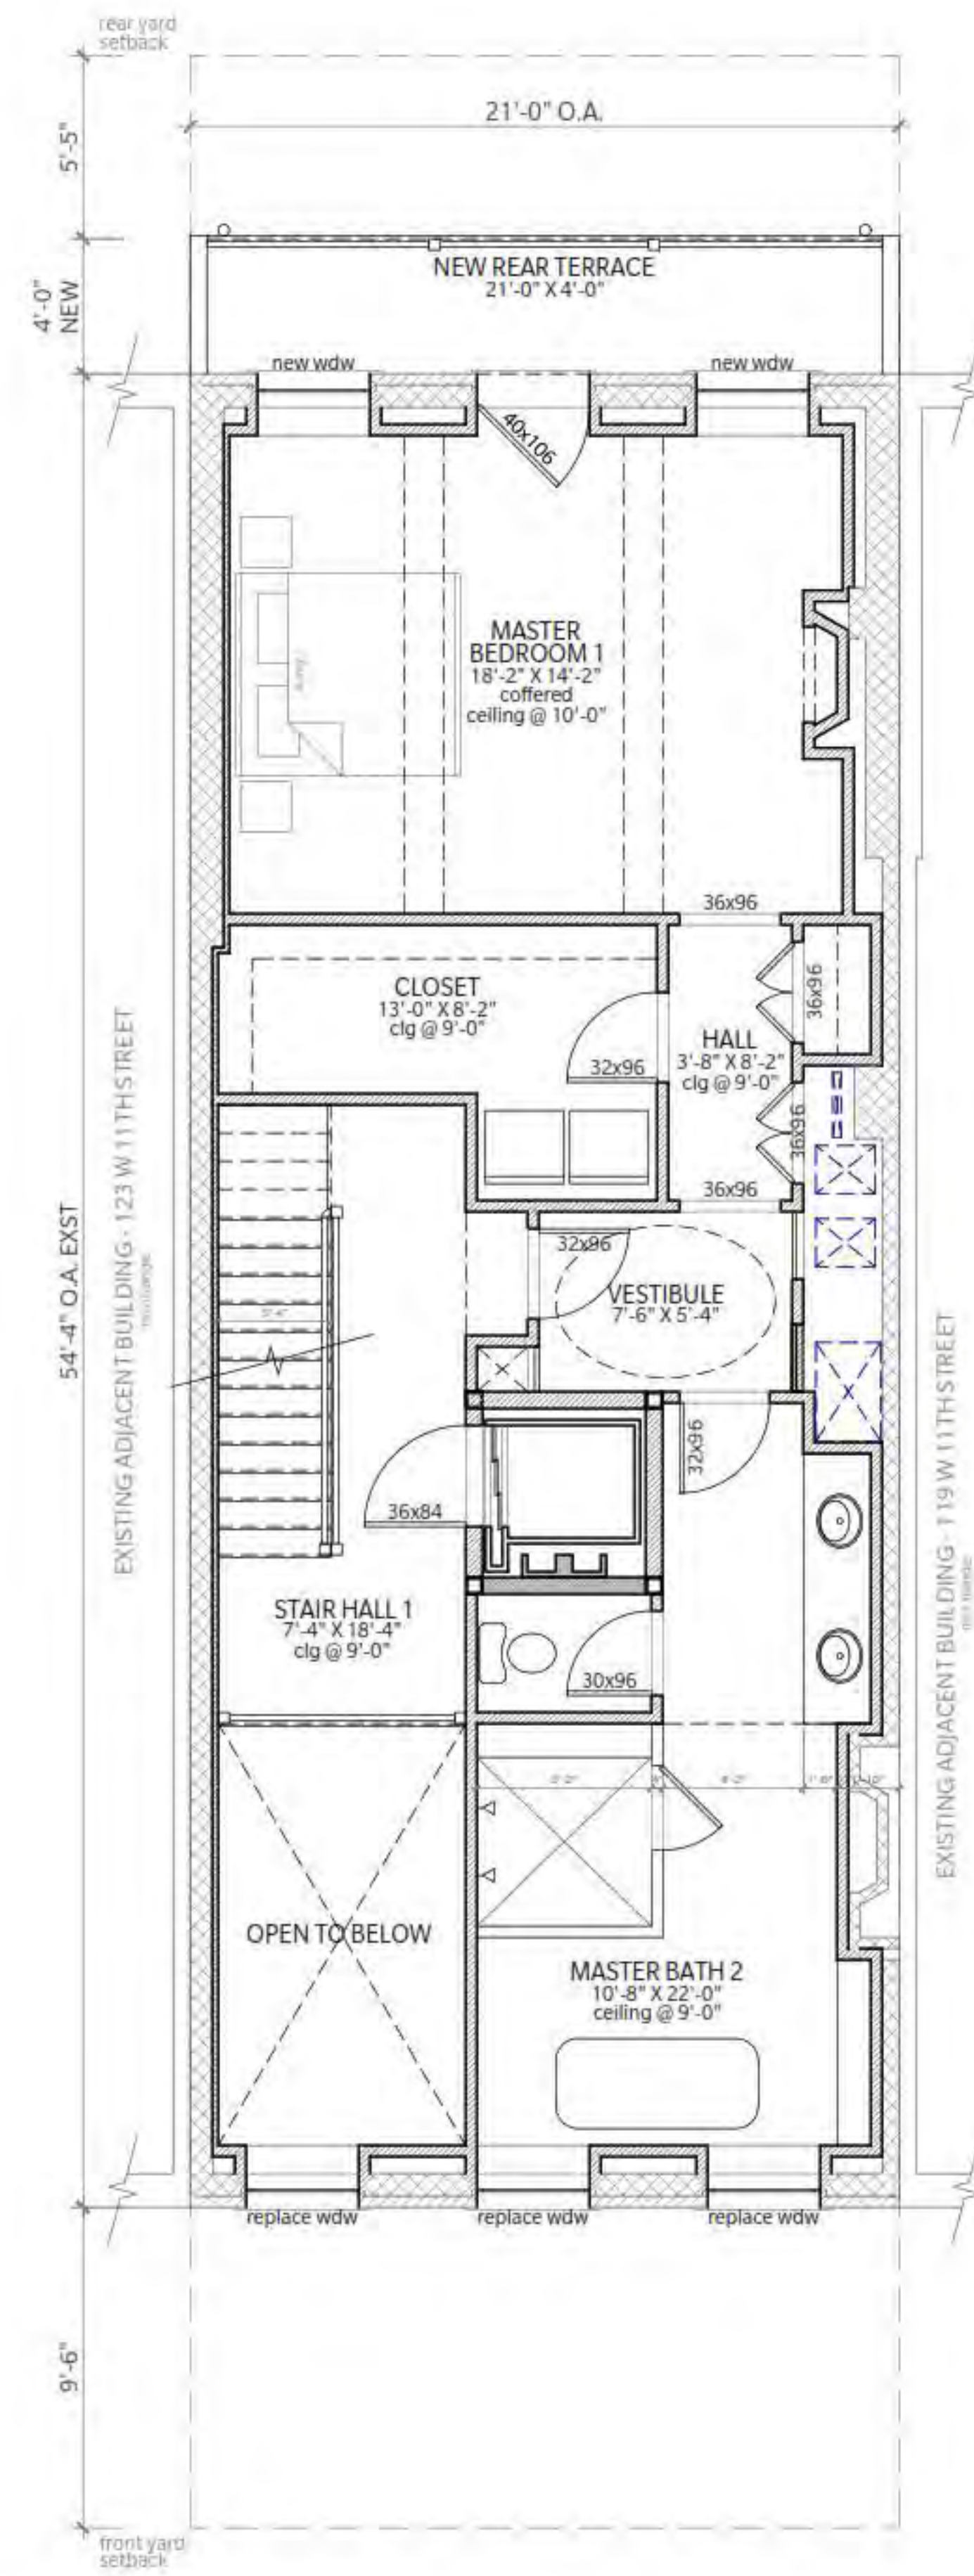 rear yard
setback
21'-0" O.A.
5'-5"
4'-0"
NEW
NEW REAR TERRACE
21'-0" X 4'-0"
new wdw
new wdw
40x106
MASTER
BEDROOM 1
18'-2" X 14'-2"
coffered
ceiling @ 10'-0"
36x96
CLOSET
13'-0" X 8'-2"
clg @ 9'-0"
36x96
HALL
3'-8" X 8'-2"
clg @ 9'-0"
32x96
36x96
36x96
32x96
VESTIBULE
7'-6" X 5'-4"
54'-4" O.A. EXST
EXISTING ADJACENT BUILDING - 123 W 11TH STREET
EXISTING ADJACENT BUILDING - 119 W 11TH STREET
32x96
36x84
STAIR HALL 1
7'-4" X 18'-4"
clg @ 9'-0"
30x96
OPEN TO BELOW
MASTER BATH 2
10'-8" X 22'-0"
ceiling @ 9'-0"
replace wdw
replace wdw
replace wdw
9'-6"
front yard
setback